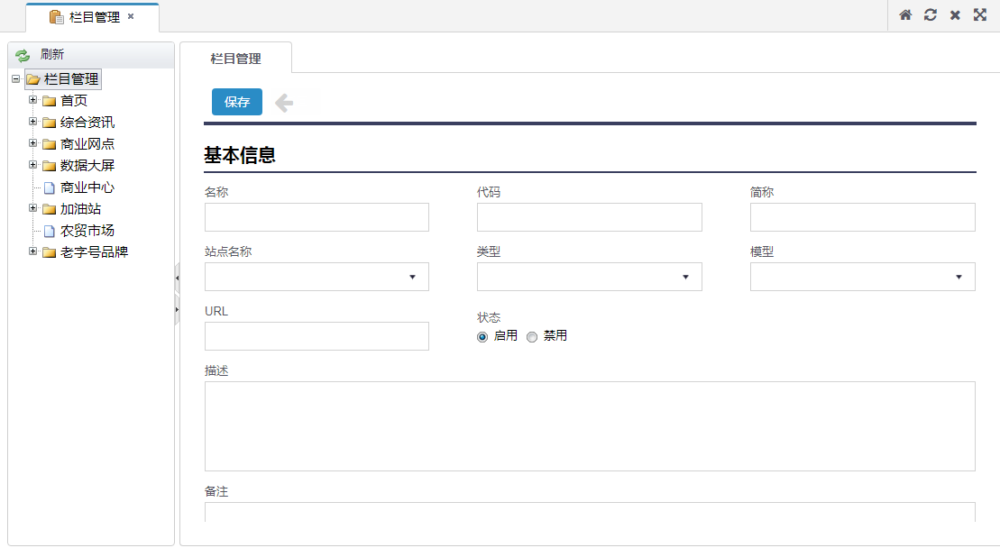 栏目管理
刷新
栏目管理
首页
综合资讯
商业网点
数据大屏
商业中心
加油站
农贸市场
老字号品牌
栏目管理
保存
基本信息
名称 代码 简称
站点名称 类型 模型
URL 状态
启用 禁用
描述
备注